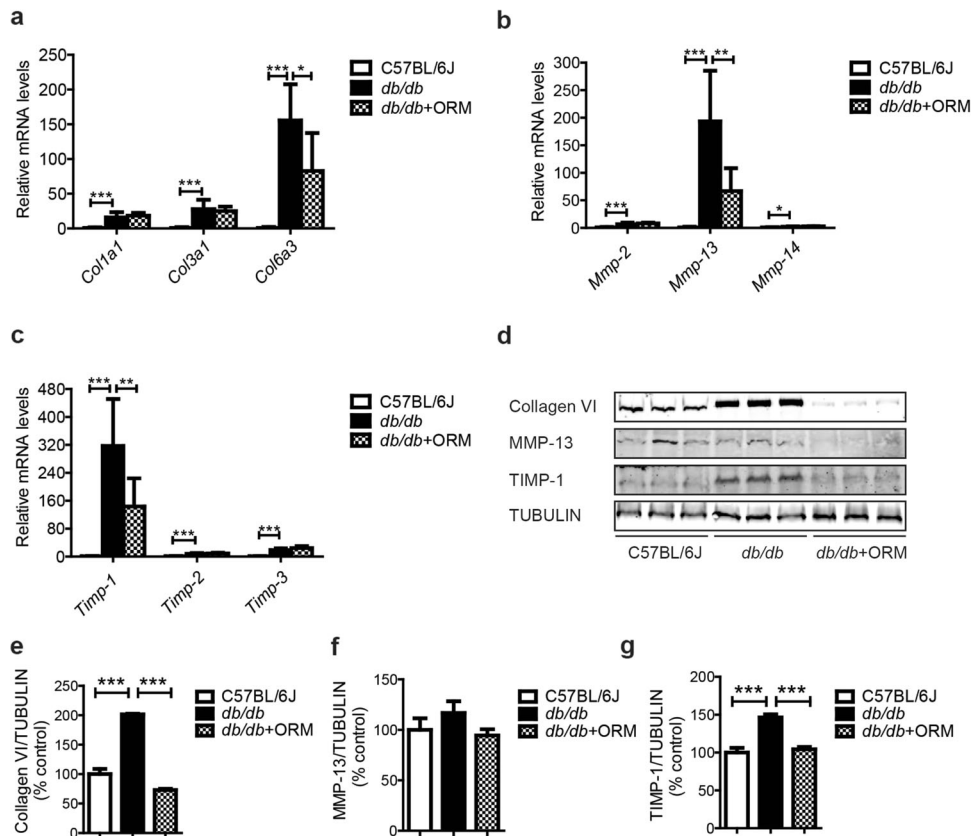 a
Relative mRNA levels
250
200
150
100
50
0
***
***
*** *
Col1a1
Col3a1
Col6a3
C57BL/6J
db/db
db/db+ORM
b
Relative mRNA levels
300
250
200
150
100
50
0
***
*** **
*
Mmp-2
Mmp-13
Mmp-14
C57BL/6J
db/db
db/db+ORM
c
Relative mRNA levels
480
400
320
240
160
80
0
*** **
***
***
Timp-1
Timp-2
Timp-3
C57BL/6J
db/db
db/db+ORM
d
Collagen VI
MMP-13
TIMP-1
TUBULIN
C57BL/6J db/db db/db+ORM
e
Collagen VI/TUBULIN
(% control)
250
200
150
100
50
0
*** ***
C57BL/6J
db/db
db/db+ORM
f
MMP-13/TUBULIN
(% control)
150
100
50
0
C57BL/6J
db/db
db/db+ORM
g
TIMP-1/TUBULIN
(% control)
200
150
100
50
0
*** ***
C57BL/6J
db/db
db/db+ORM